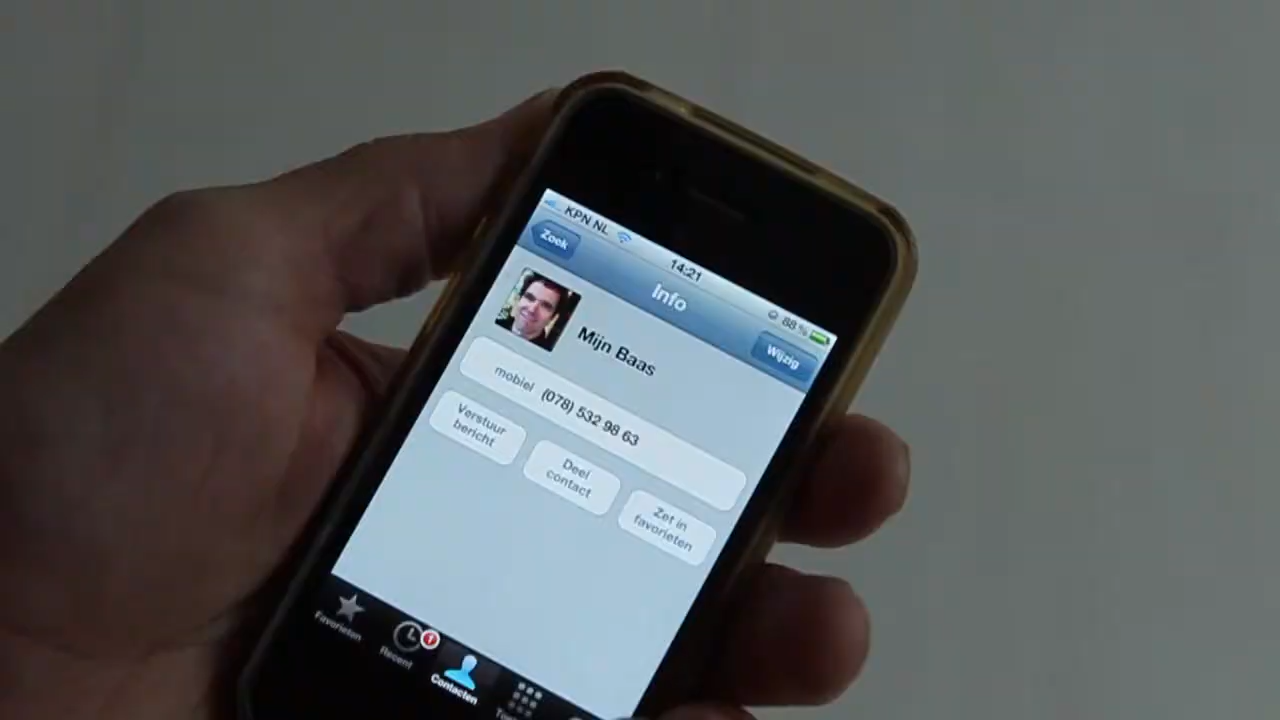 KPN NL
14:21
88 %
Zoek
Info
Wijzig
Mijn Baas
mobiel (078) 532 98 63
Verstuur
bericht
Deel
contact
Zet in
favorieten
Favorieten
Recent
1
Contacten